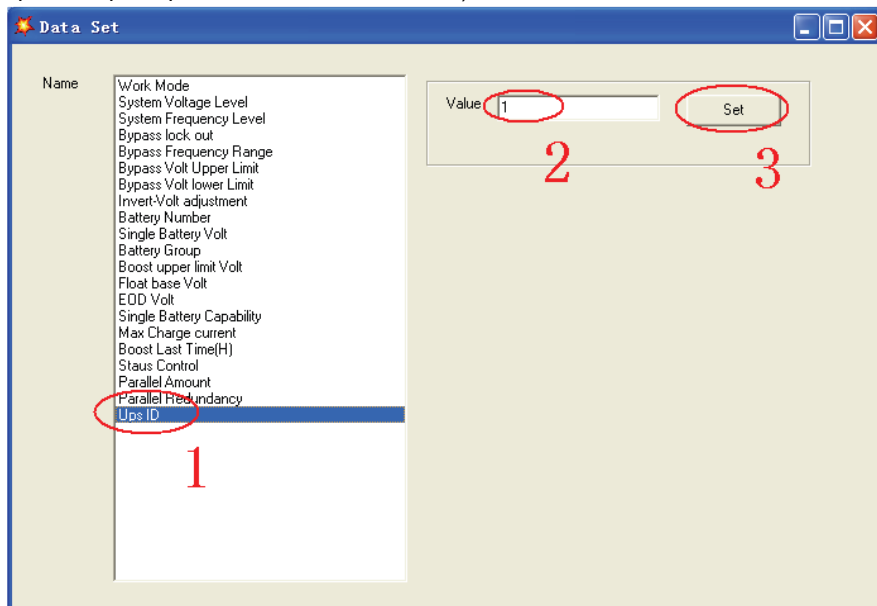 Data Set
Name
Work Mode
System Voltage Level
System Frequency Level
Bypass lock out
Bypass Frequency Range
Bypass Volt Upper Limit
Bypass Volt lower Limit
Invert-Volt adjustment
Battery Number
Single Battery Volt
Battery Group
Boost upper limit Volt
Float base Volt
EOD Volt
Single Battery Capability
Max Charge current
Boost Last Time(H)
Staus Control
Parallel Amount
Parallel Redundancy
Ups ID
1
Value 1 Set
2 3